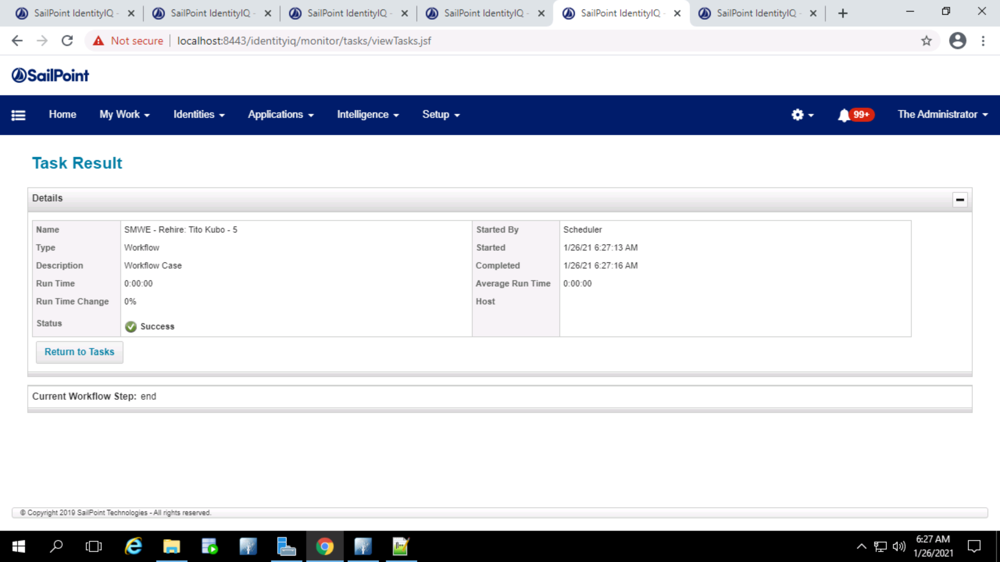 SailPoint IdentityIQ - SailPoint IdentityIQ - SailPoint IdentityIQ - SailPoint IdentityIQ - SailPoint IdentityIQ - SailPoint IdentityIQ -
Not secure localhost:8443/identityiq/monitor/tasks/viewTasks.jsf
SailPoint
Home My Work Identities Applications Intelligence Setup 99+ The Administrator
Task Result
Details
Name SMWE - Rehire: Tito Kubo - 5 Started By Scheduler
Type Workflow Started 1/26/21 6:27:13 AM
Description Workflow Case Completed 1/26/21 6:27:16 AM
Run Time 0:00:00 Average Run Time 0:00:00
Run Time Change 0% Host
Status Success
Return to Tasks
Current Workflow Step: end
© Copyright 2019 SailPoint Technologies - All rights reserved.
6:27 AM
1/26/2021